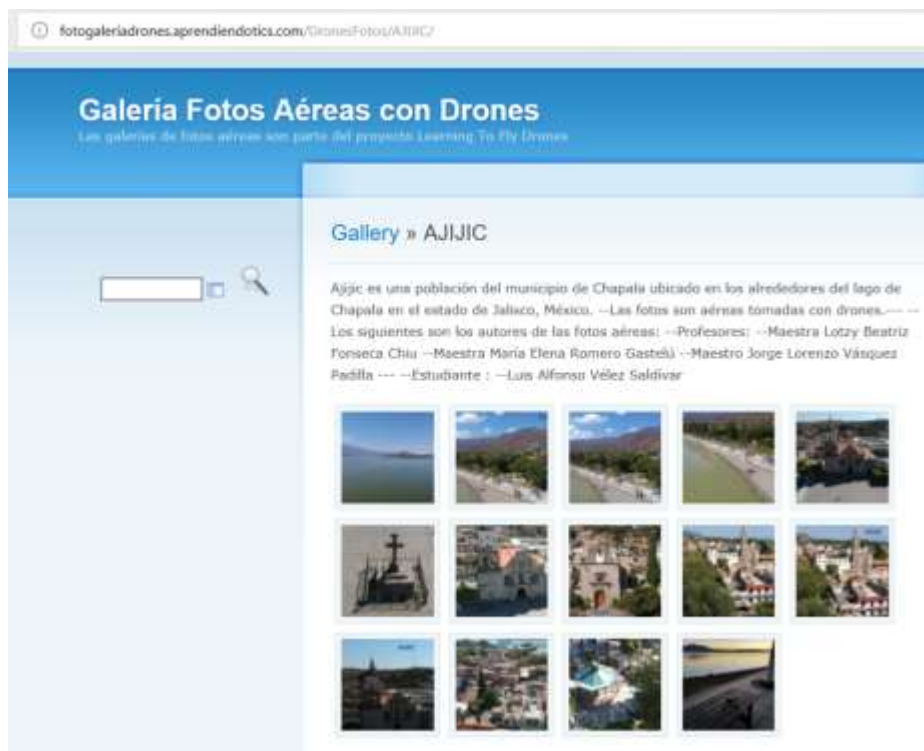 fotogaleriadrones.aprendiendotics.com/DronesFotos/AJIJIC/
Galería Fotos Aéreas con Drones
Las galerías de fotos aéreas son parte del proyecto Learning To Fly Drones
Gallery » AJIJIC
Ajijic es una población del municipio de Chapala ubicado en los alrededores del lago de
Chapala en el estado de Jalisco, México. --Las fotos son aéreas tomadas con drones.---- --
Los siguientes son los autores de las fotos aéreas: --Profesores: --Maestra Lotzy Beatriz
Fonseca Chiu --Maestra María Elena Romero Gastelú --Maestro Jorge Lorenzo Vásquez
Padilla ---- --Estudiante : --Luis Alfonso Vélez Saldívar